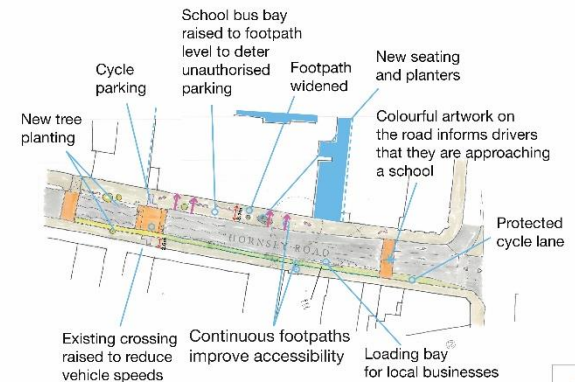 School bus bay
raised to footpath
level to deter
unauthorised
parking
Cycle
parking
Footpath
widened
New seating
and planters
New tree
planting
Colourful artwork on
the road informs drivers
that they are approaching
a school
HORNSEY ROAD
Protected
cycle lane
Existing crossing
raised to reduce
vehicle speeds
Continuous footpaths
improve accessibility
Loading bay
for local businesses